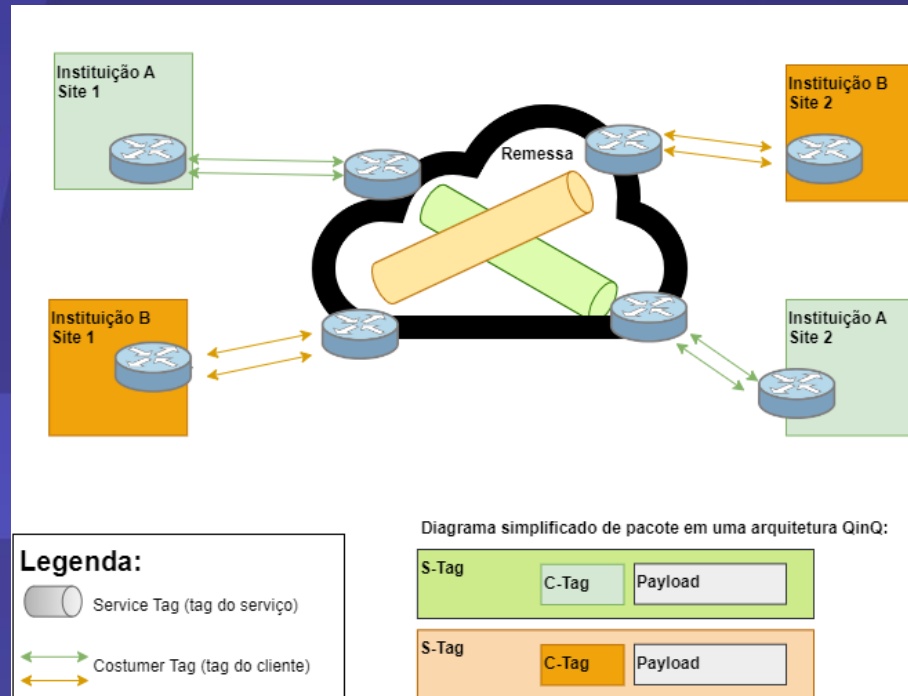 Instituição A
Site 1
Remessa
Instituição B
Site 2
Instituição B
Site 1
Instituição A
Site 2
Diagrama simplificado de pacote em uma arquitetura QinQ:
Legenda:
Service Tag (tag do serviço)
Costumer Tag (tag do cliente)
S-Tag
C-Tag
Payload
S-Tag
C-Tag
Payload